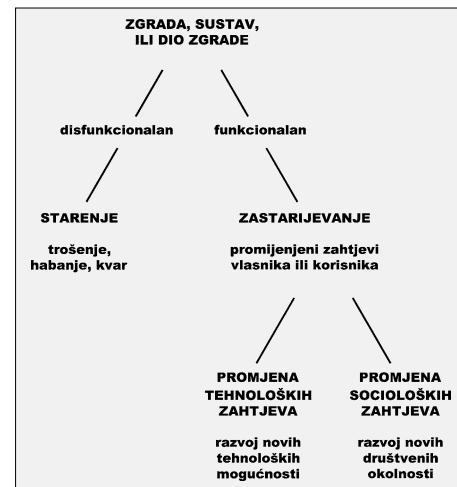 ZGRADA, SUSTAV,
ILI DIO ZGRADE
disfunkcionalan
funkcionalan
STARENJE
trošenje,
habanje, kvar
ZASTARIJEVANJE
promijenjeni zahtjevi
vlasnika ili korisnika
PROMJENA
TEHNOLOŠKIH
ZAHTJEVA
razvoj novih
tehnoloških
mogućnosti
PROMJENA
SOCIOLOŠKIH
ZAHTJEVA
razvoj novih
društvenih
okolnosti